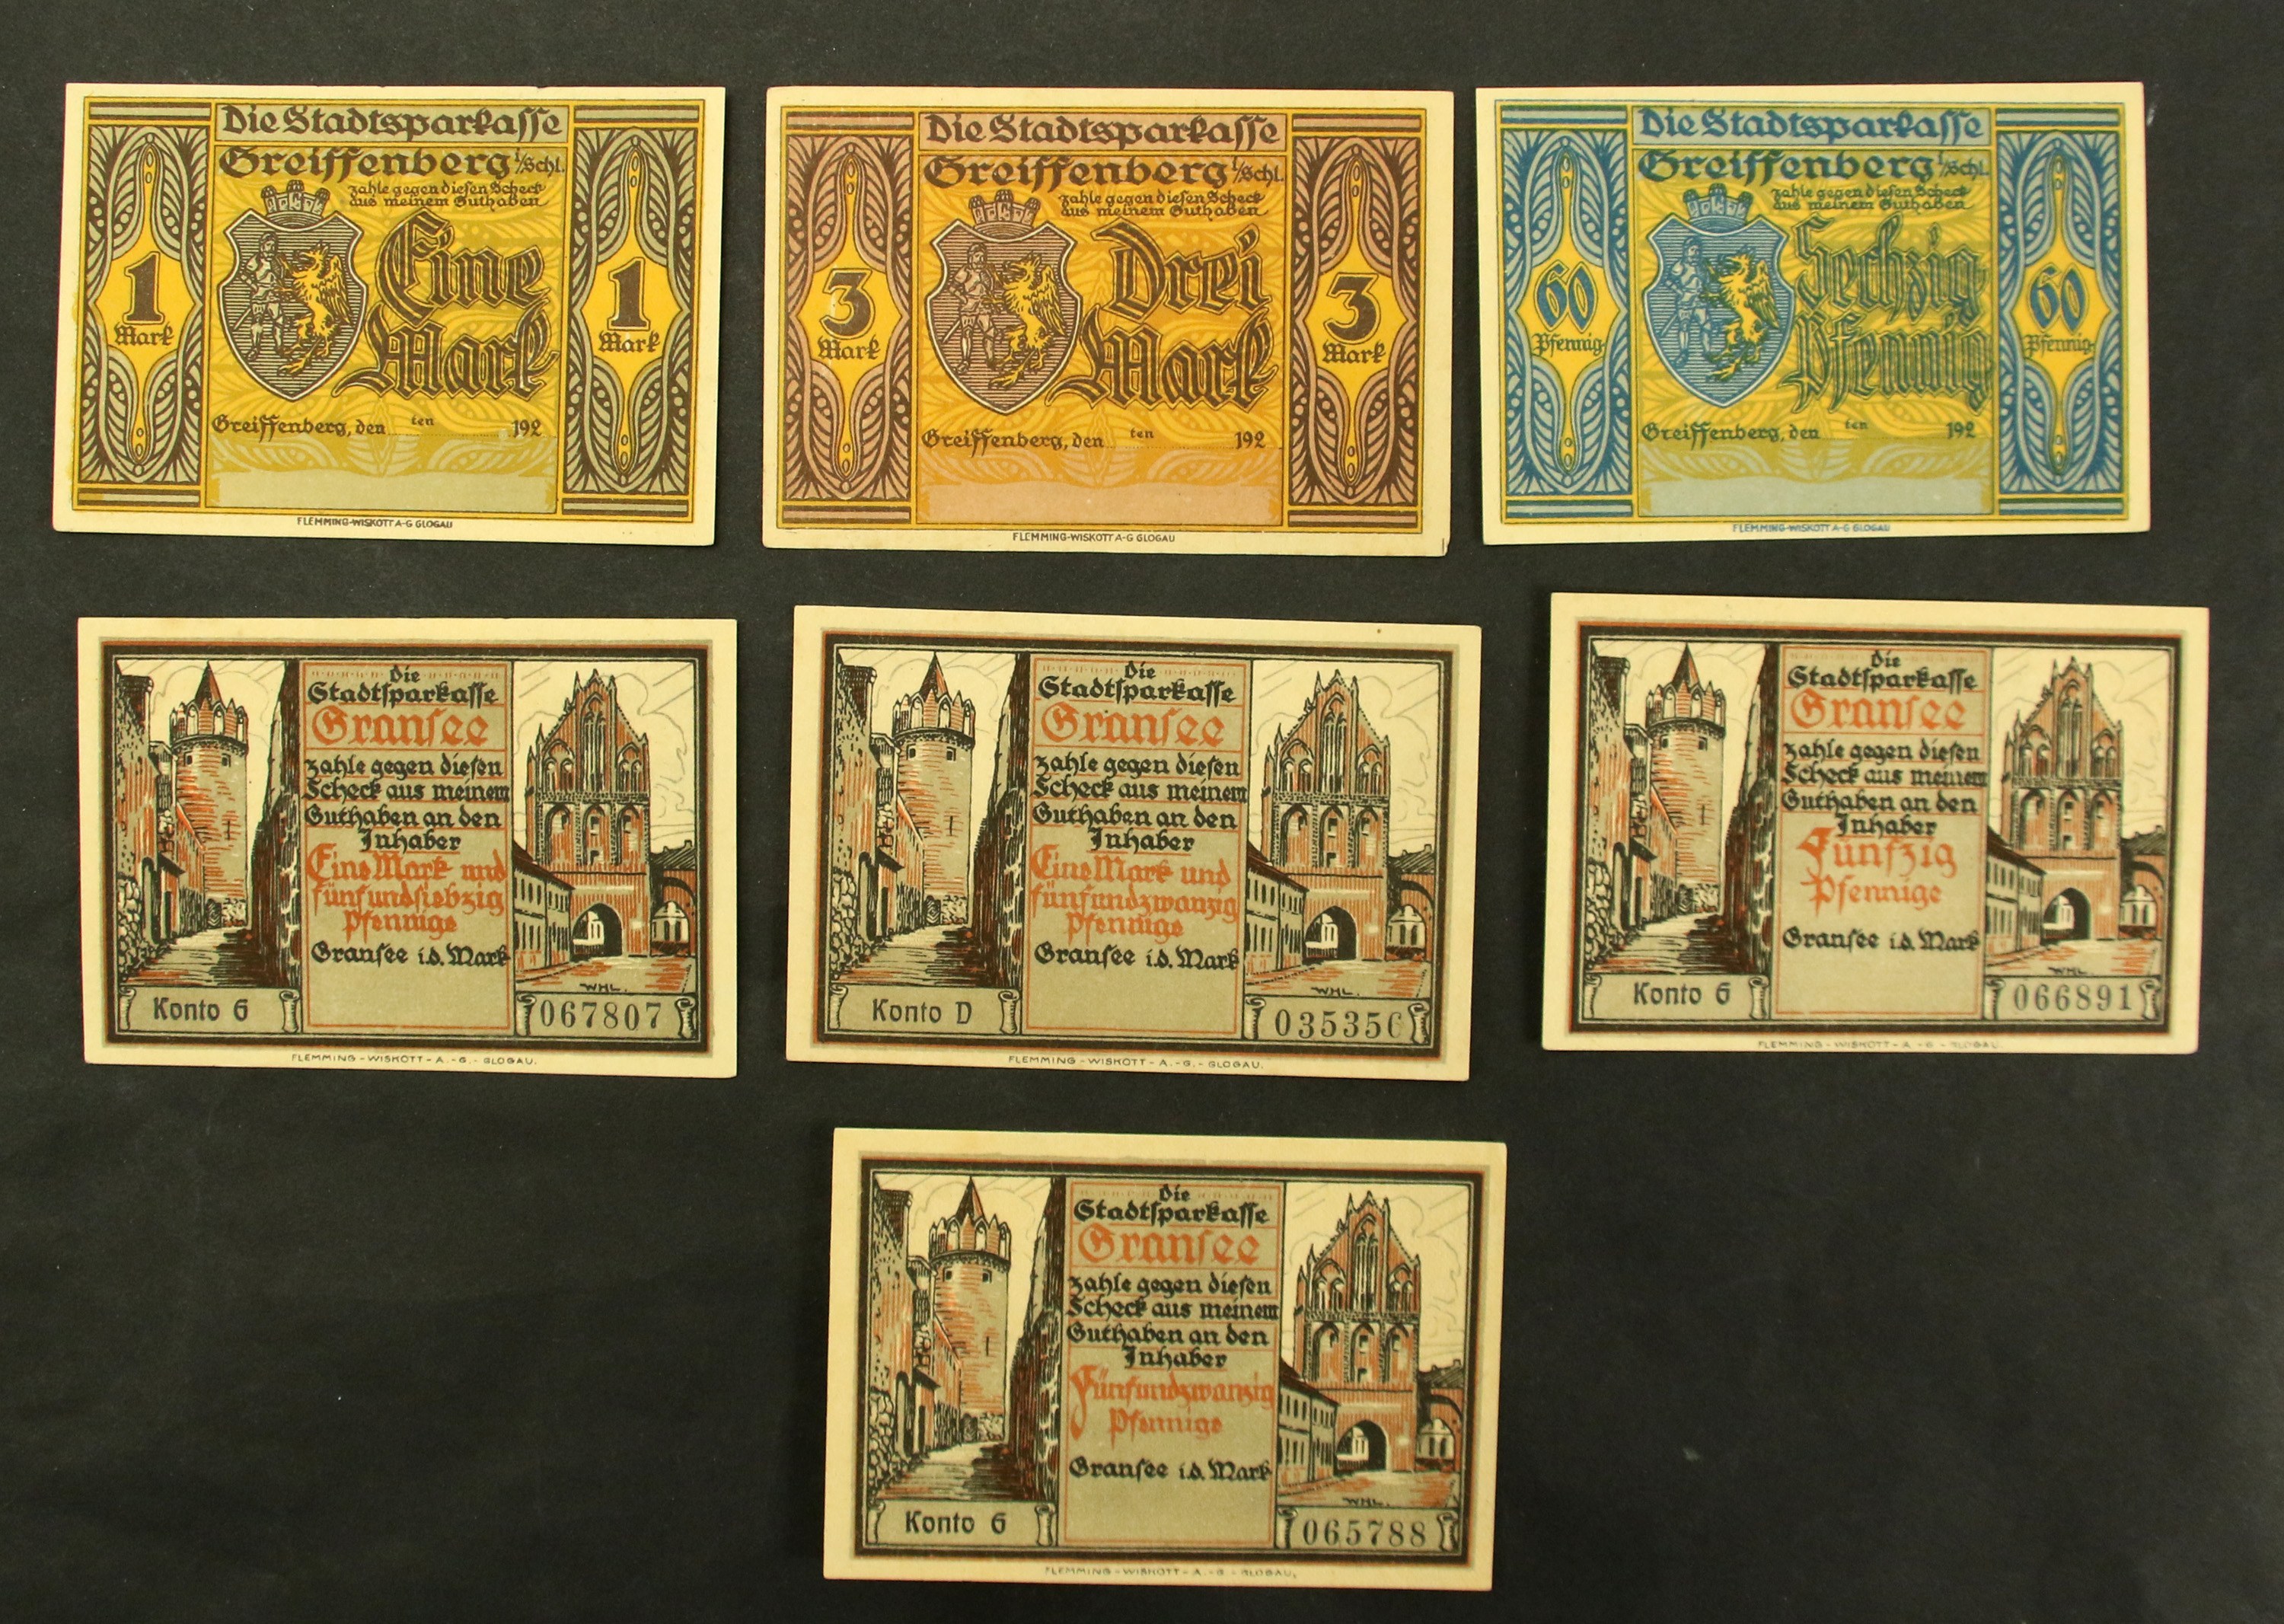 Die Stadtsparkasse
Greiffenberg i/Schl.
zahle gegen diesen Scheck
aus meinem Guthaben
Eine
Mark
1
Mark
1
Mark
Greiffenberg, den ten 192
FLEMMING-WISKOTT A-G GLOGAU
Die Stadtsparkasse
Greiffenberg i/Schl.
zahle gegen diesen Scheck
aus meinem Guthaben
Drei
Mark
3
Mark
3
Mark
Greiffenberg, den ten 192
FLEMMING-WISKOTT A-G GLOGAU
Die Stadtsparkasse
Greiffenberg i/Schl.
zahle gegen diesen Scheck
aus meinem Guthaben
Sechzig
Pfennig
60
Pfennig
60
Pfennig
Greiffenberg, den ten 192
FLEMMING-WISKOTT A-G GLOGAU
Die
Stadtsparkasse
Gransee
zahle gegen diesen
Scheck aus meinem
Guthaben an den
Inhaber
Eine Mark und
fünfundsiebzig
Pfennige
Gransee i.d. Mark
WHL.
Konto G
067807
FLEMMING - WISKOTT - A. - G. - GLOGAU.
Die
Stadtsparkasse
Gransee
zahle gegen diesen
Scheck aus meinem
Guthaben an den
Inhaber
Eine Mark und
fünfundzwanzig
Pfennige
Gransee i.d. Mark
WHL.
Konto D
035356
FLEMMING - WISKOTT - A. - G. - GLOGAU.
Die
Stadtsparkasse
Gransee
zahle gegen diesen
Scheck aus meinem
Guthaben an den
Inhaber
Fünfzig
Pfennige
Gransee i.d. Mark
WHL.
Konto G
066891
FLEMMING - WISKOTT - A. - G. - GLOGAU.
Die
Stadtsparkasse
Gransee
zahle gegen diesen
Scheck aus meinem
Guthaben an den
Inhaber
Fünfundzwanzig
Pfennige
Gransee i.d. Mark
WHL.
Konto G
065788
FLEMMING - WISKOTT - A. - G. - GLOGAU.